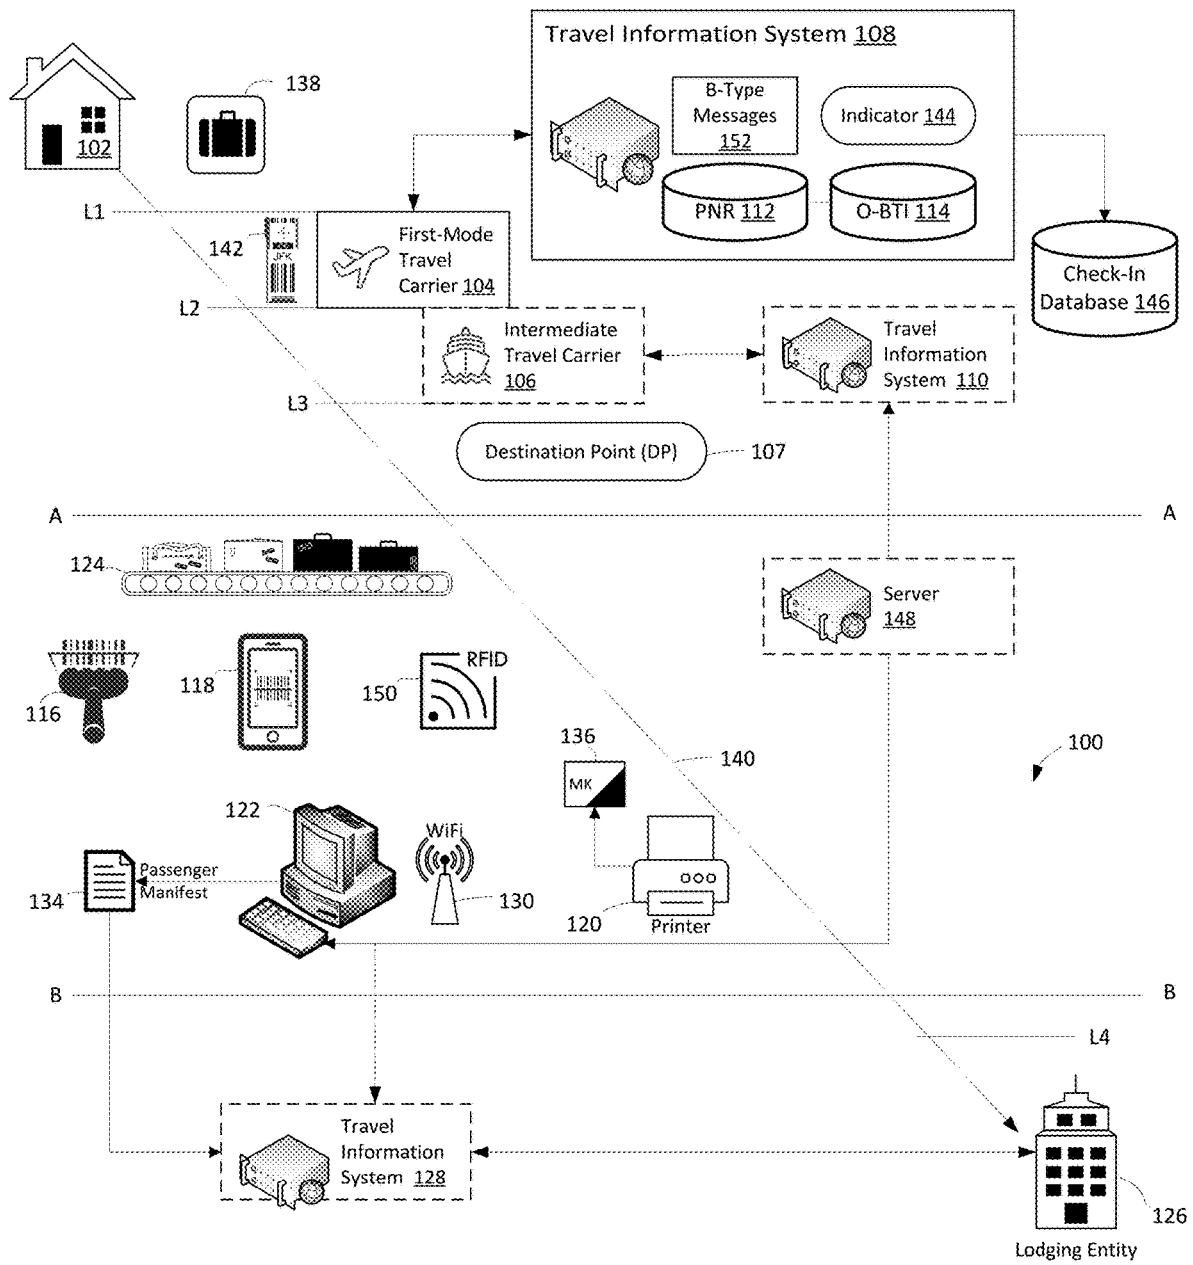 Travel Information System 108
138
B-Type
Messages
152
Indicator 144
102
PNR 112
O-BTI 114
L1
142
JFK
First-Mode
Travel
Carrier 104
Check-In
Database 146
L2
Intermediate
Travel Carrier
106
Travel
Information
System 110
L3
Destination Point (DP)
107
A
A
124
Server
148
RFID
118
150
116
136
140
100
MK
122
WiFi
Passenger
Manifest
134
130
120
Printer
B
B
L4
Travel
Information
System 128
126
Lodging Entity